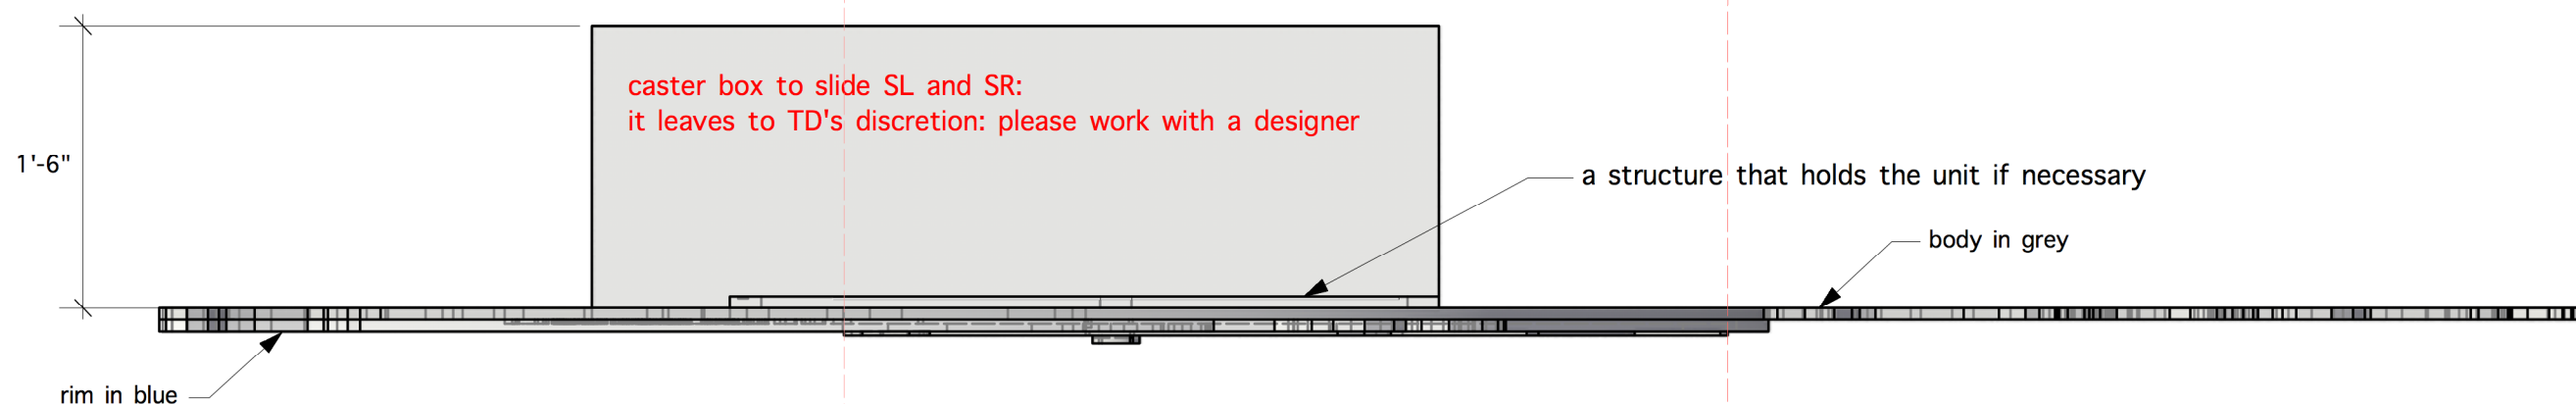 caster box to slide SL and SR:
it leaves to TD's discretion: please work with a designer
1'-6"
a structure that holds the unit if necessary
body in grey
rim in blue